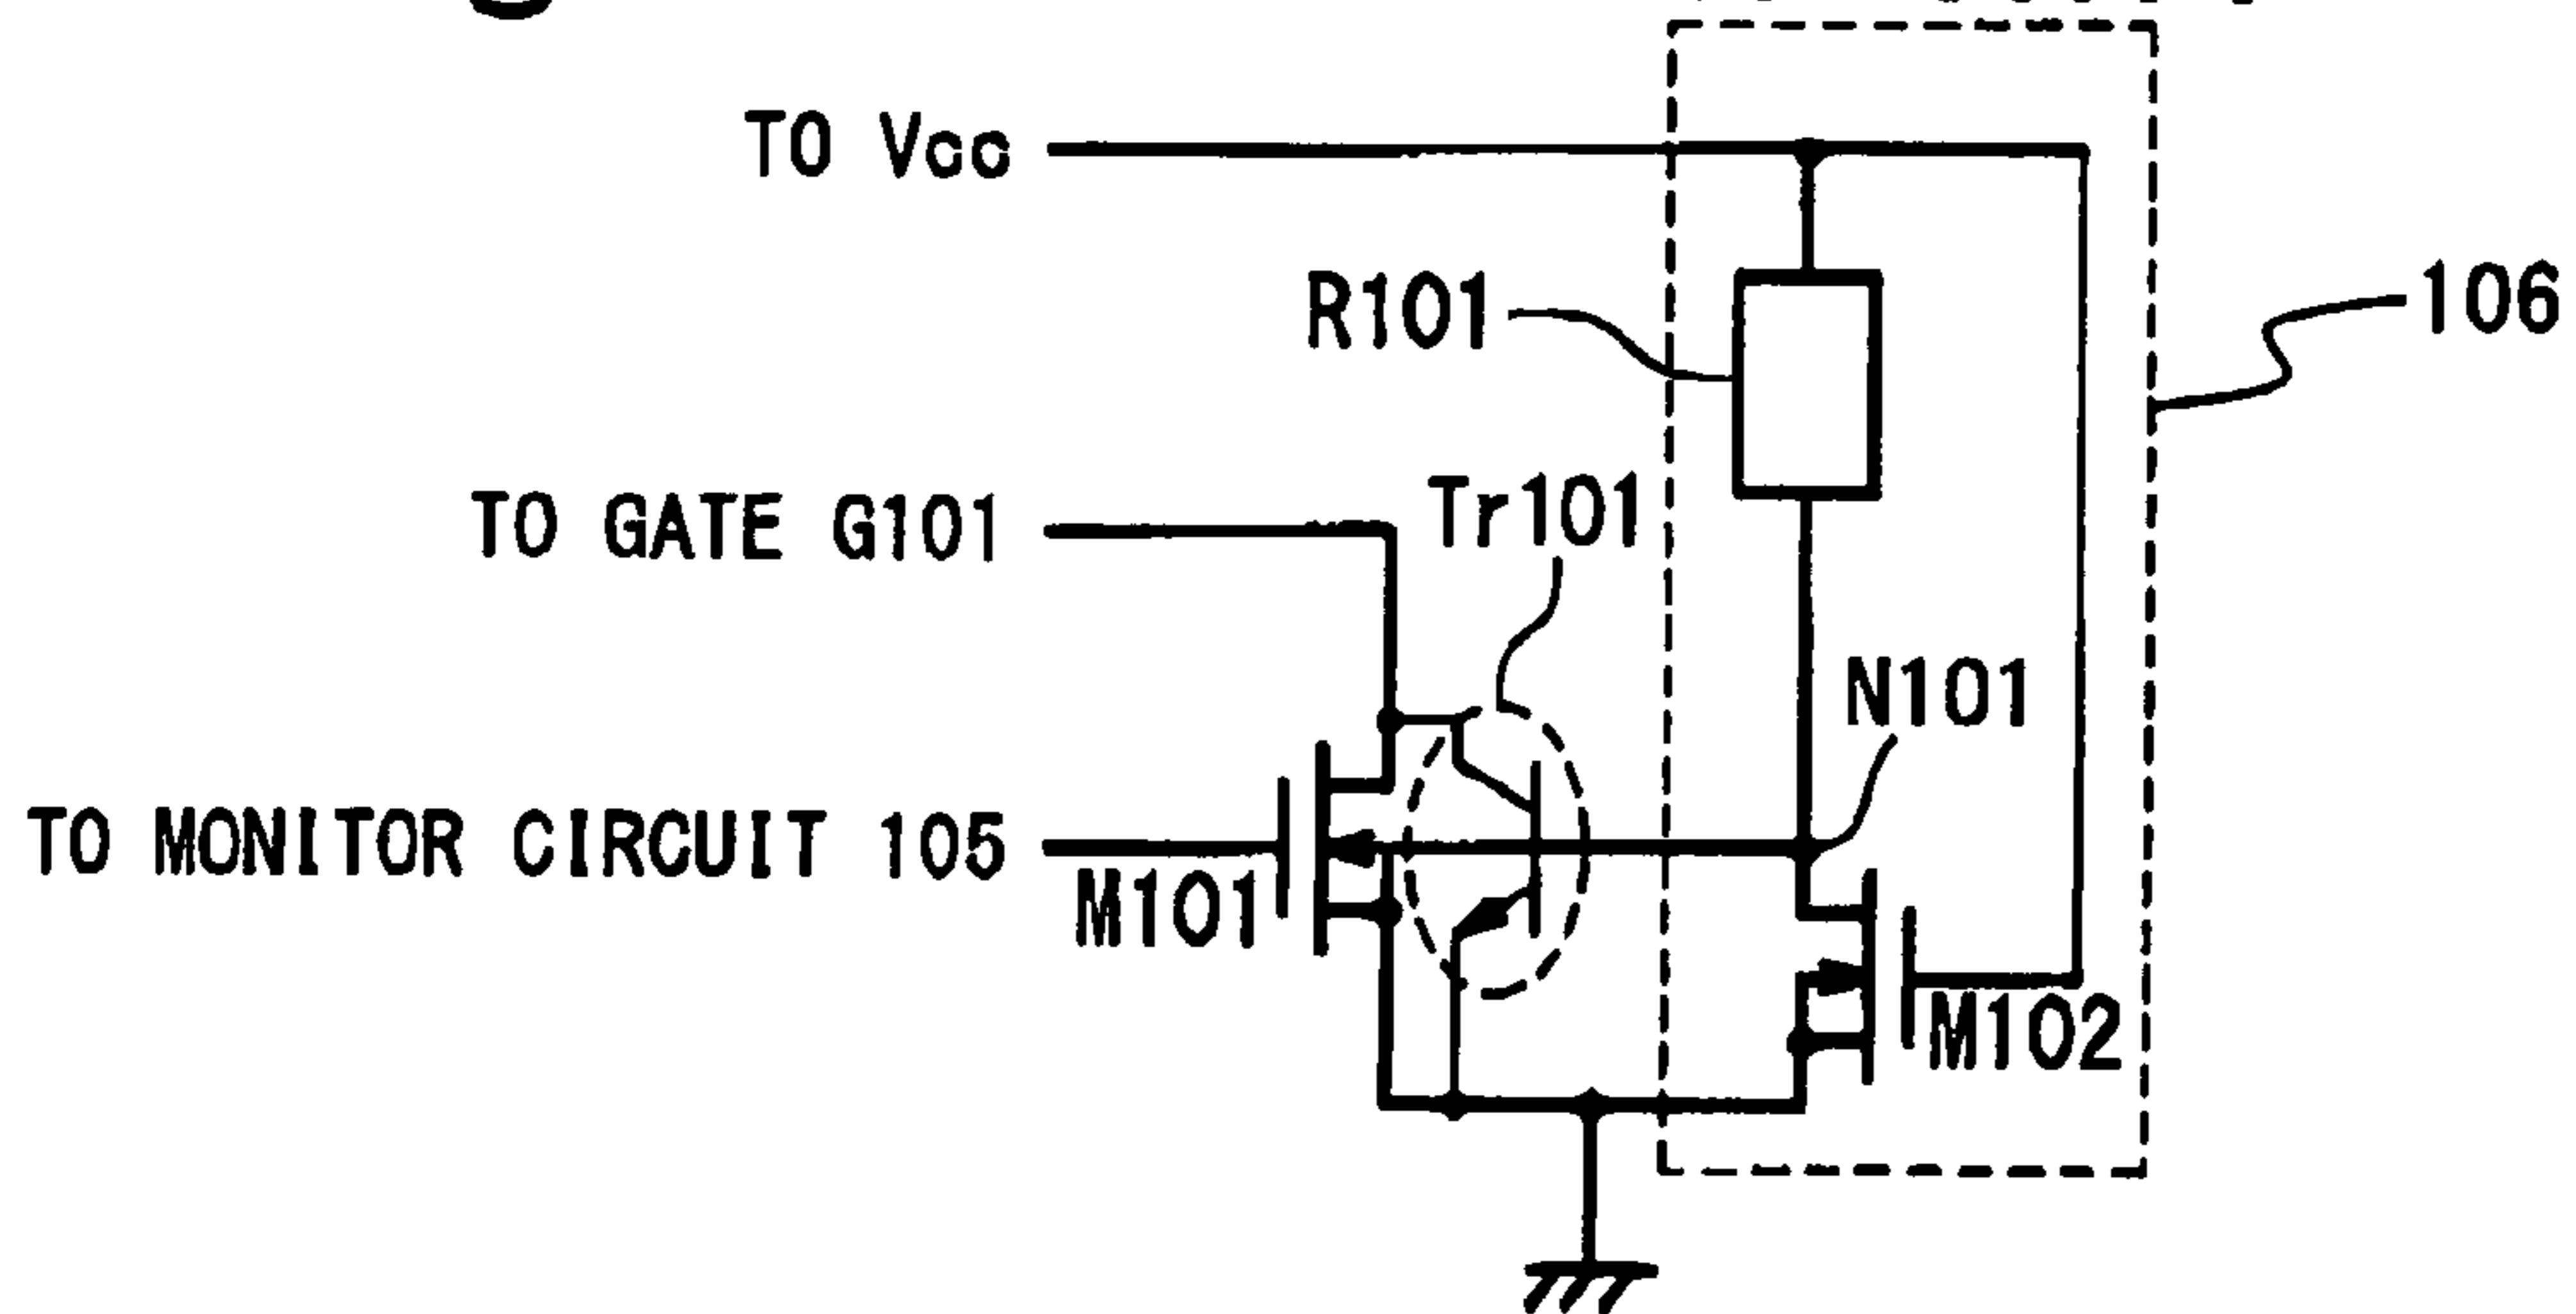 TO Vcc
R101
106
TO GATE G101
Tr101
N101
TO MONITOR CIRCUIT 105
M101
M102